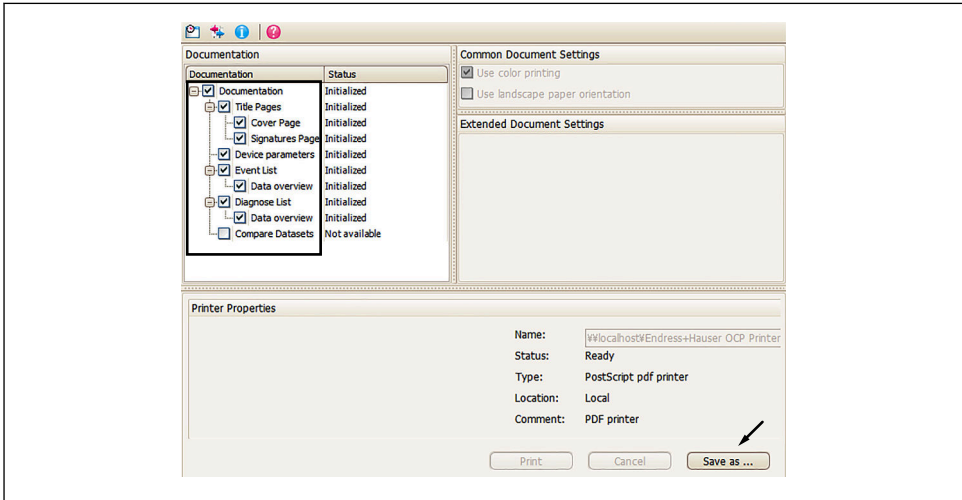 Documentation
Documentation Status
Documentation Initialized
Title Pages Initialized
Cover Page Initialized
Signatures Page Initialized
Device parameters Initialized
Event List Initialized
Data overview Initialized
Diagnose List Initialized
Data overview Initialized
Compare Datasets Not available
Common Document Settings
Use color printing
Use landscape paper orientation
Extended Document Settings
Printer Properties
Name: ¥¥localhost¥Endress+Hauser OCP Printer
Status: Ready
Type: PostScript pdf printer
Location: Local
Comment: PDF printer
Print Cancel Save as ...